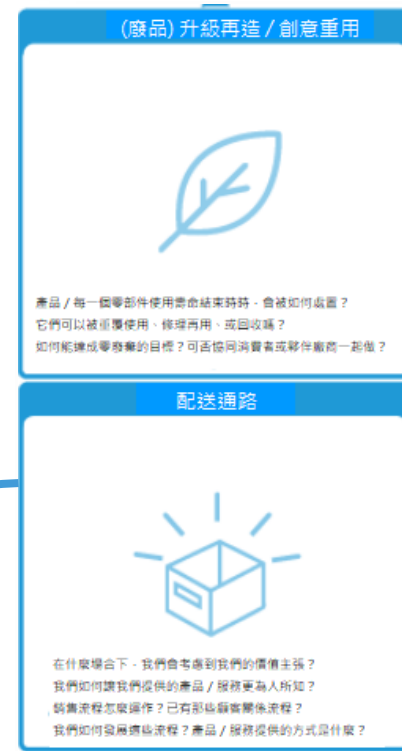 (廢品) 升級再造 / 創意重用
產品 / 每一個零部件使用壽命結束時時，會被如何處置？
它們可以被重覆使用、修理再用、或回收嗎？
如何能達成零廢棄的目標？可否協同消費者或夥伴廠商一起做？
配送通路
在什麼場合下，我們會考慮到我們的價值主張？
我們如何讓我們提供的產品 / 服務更為人所知？
銷售流程怎麼運作？已有那些顧客關係流程？
我們如何發展這些流程？產品 / 服務提供的方式是什麼？